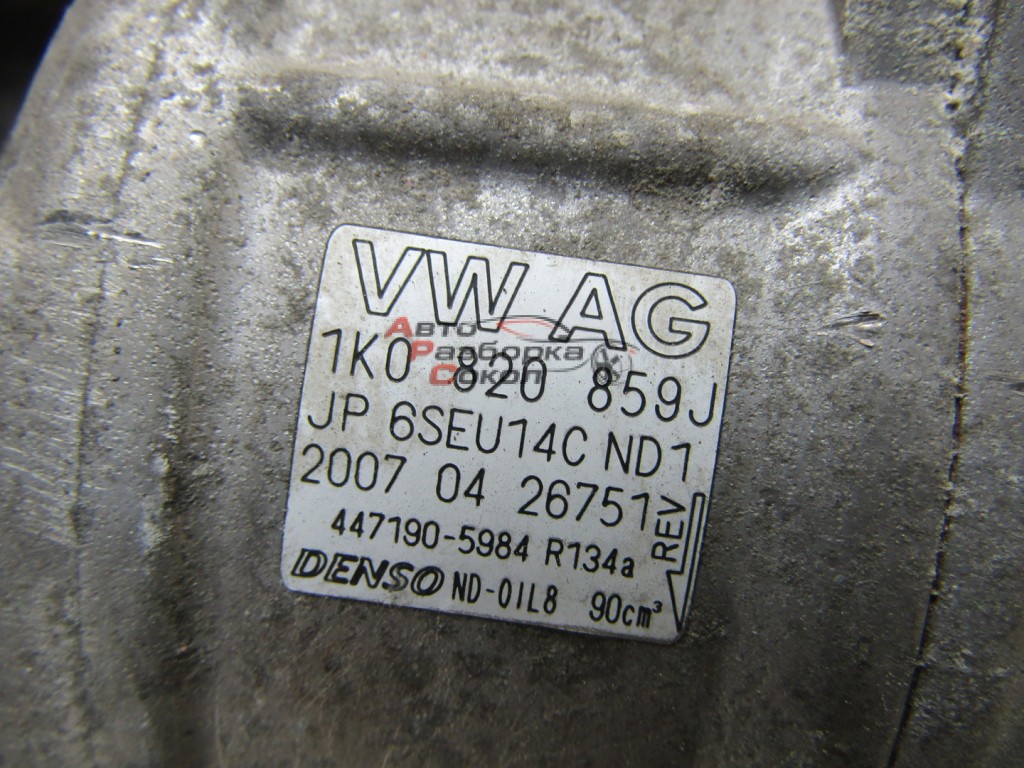 VW AG
Авто
Разборка
Сокол
1K0 820 859J
JP 6SEU14C ND1
2007 04 26751
REV
447190-5984 R134a
DENSO ND-OIL8 90cm³